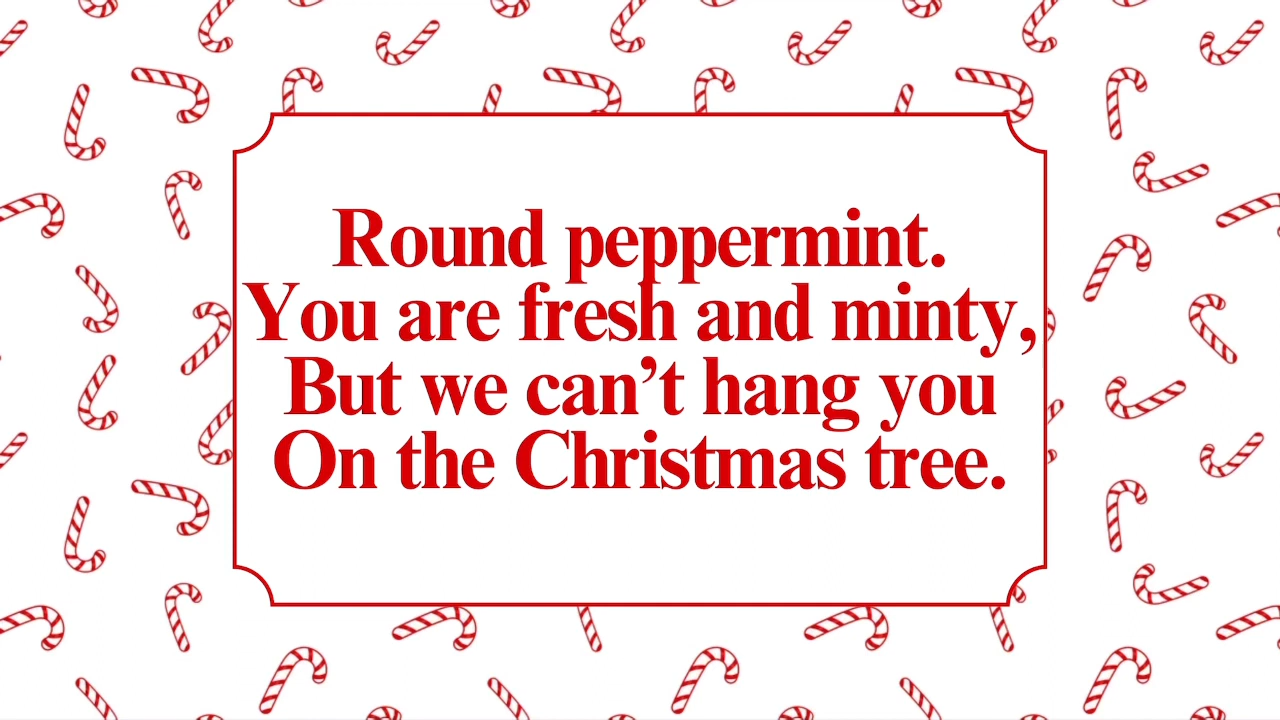 Round peppermint.
You are fresh and minty,
But we can’t hang you
On the Christmas tree.